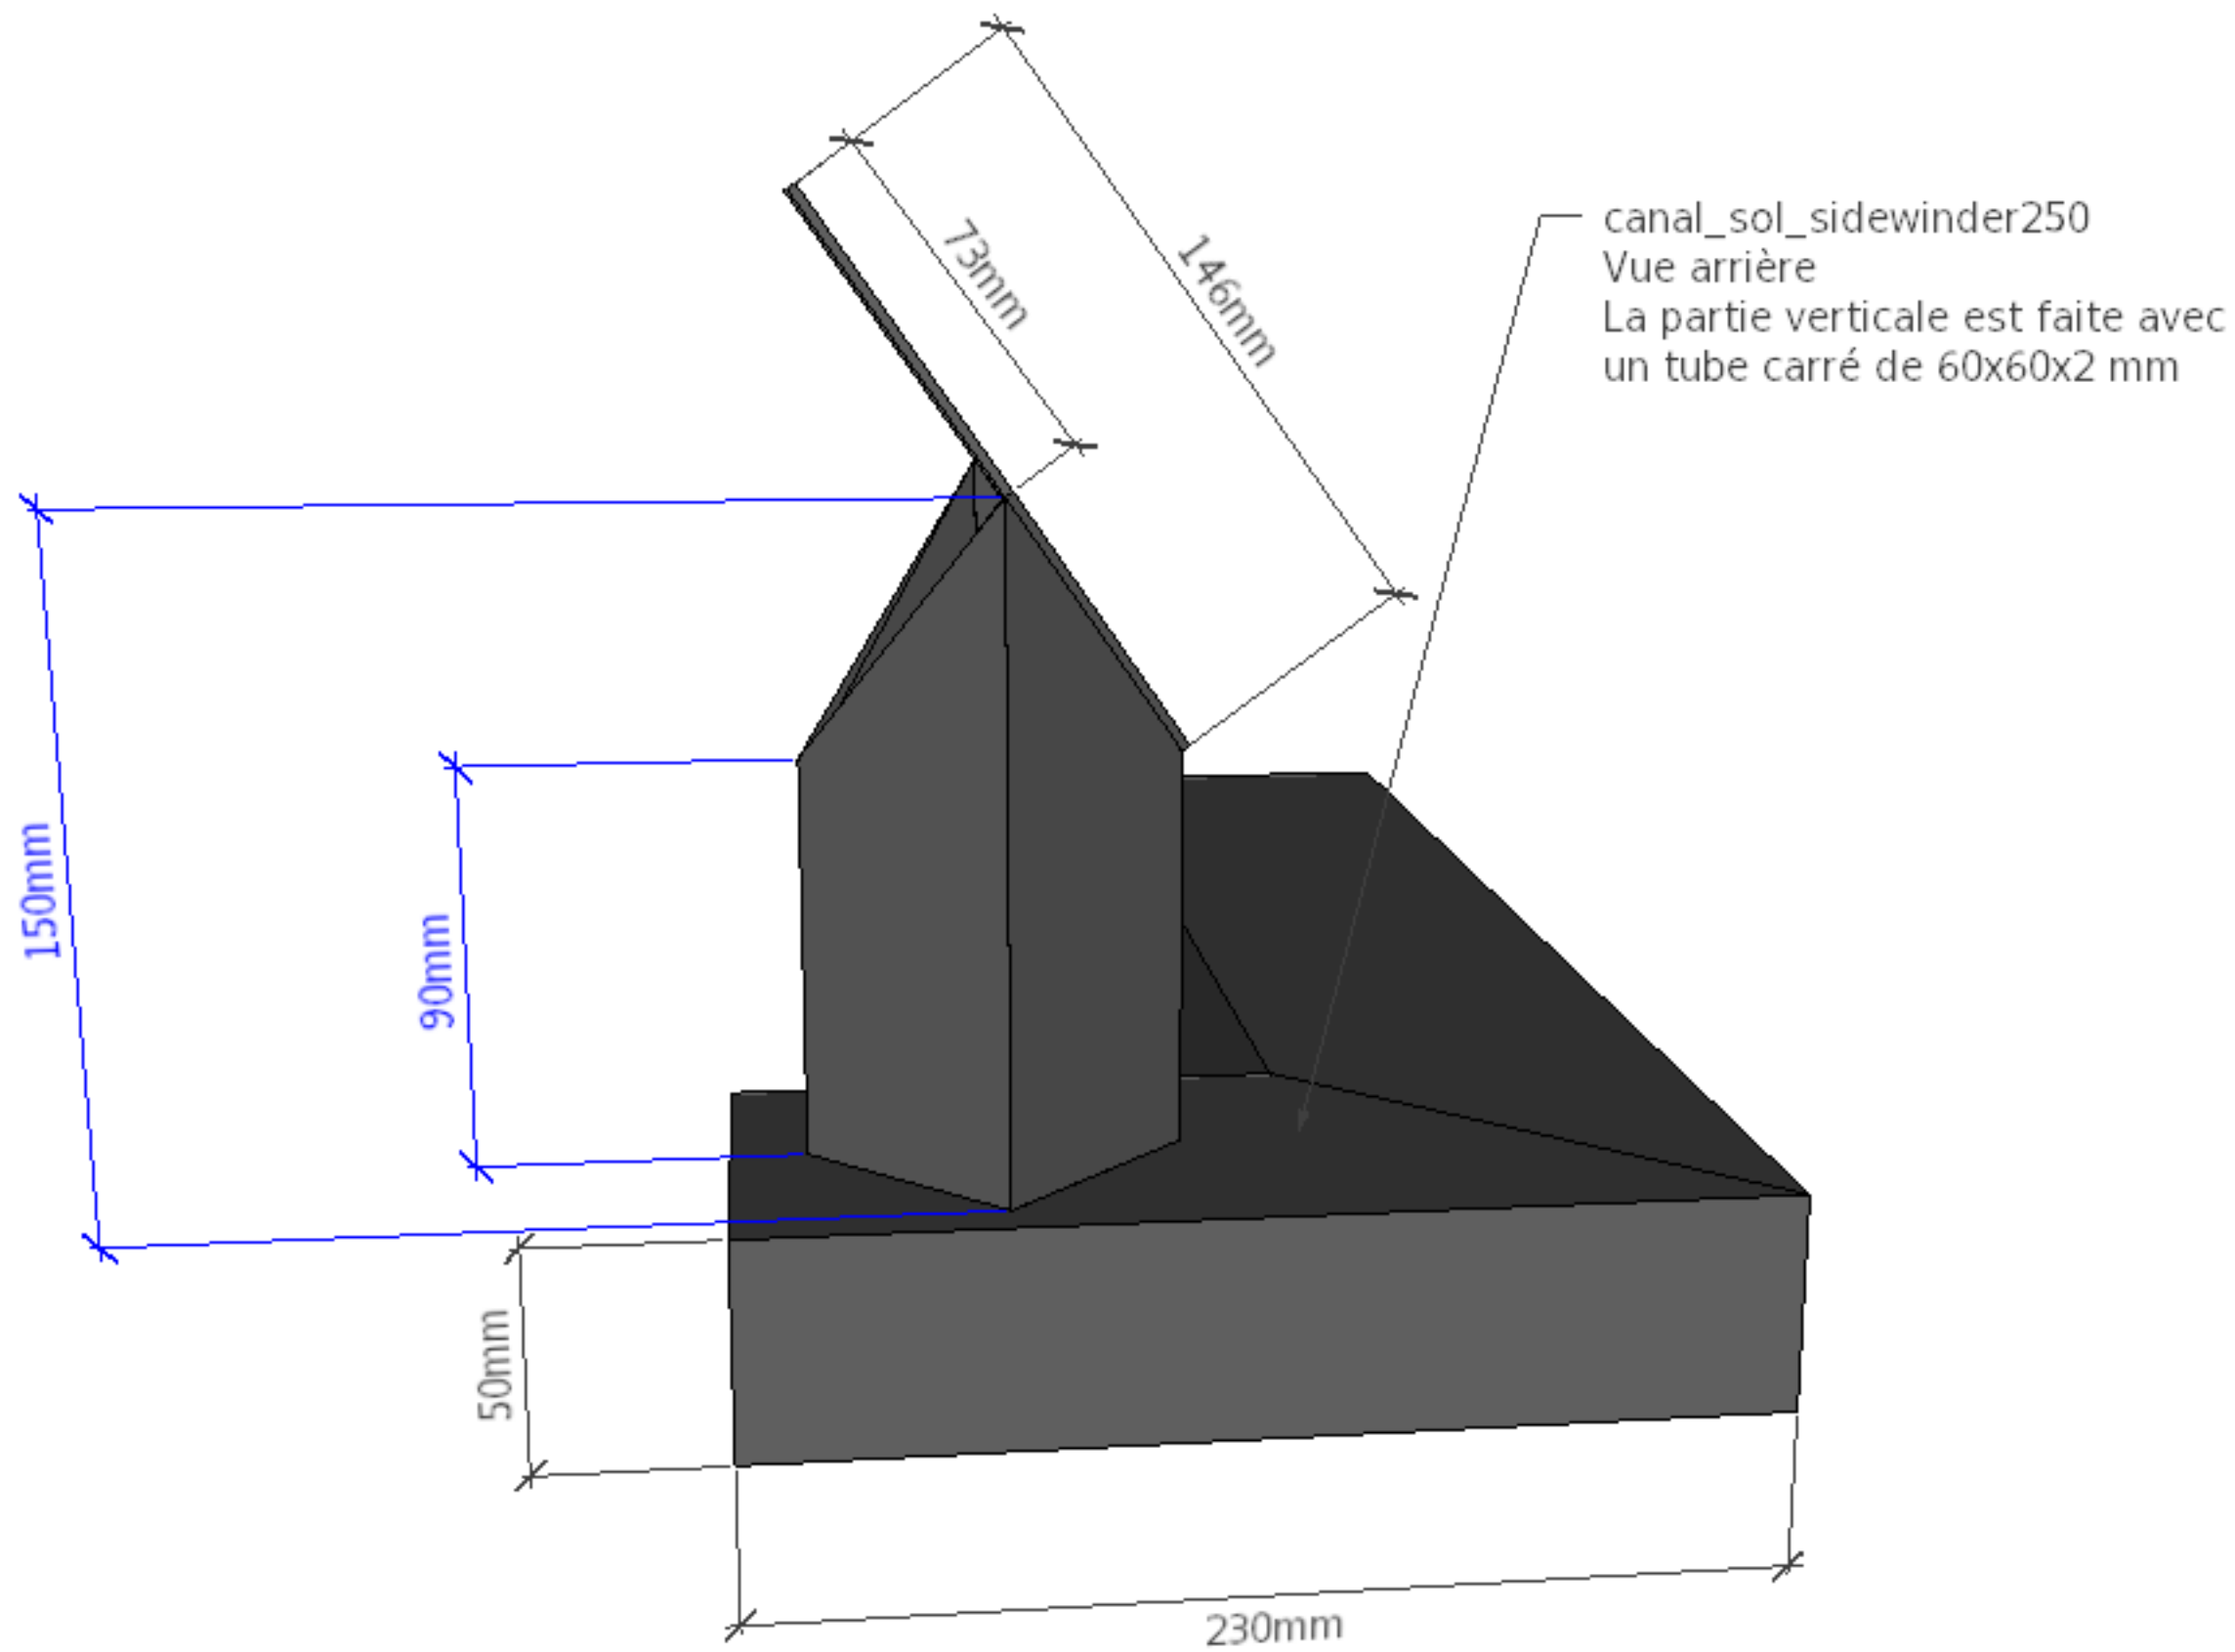 canal_sol_sidewinder250
Vue arrière
La partie verticale est faite avec
un tube carré de 60x60x2 mm
73mm
146mm
150mm
90mm
50mm
230mm